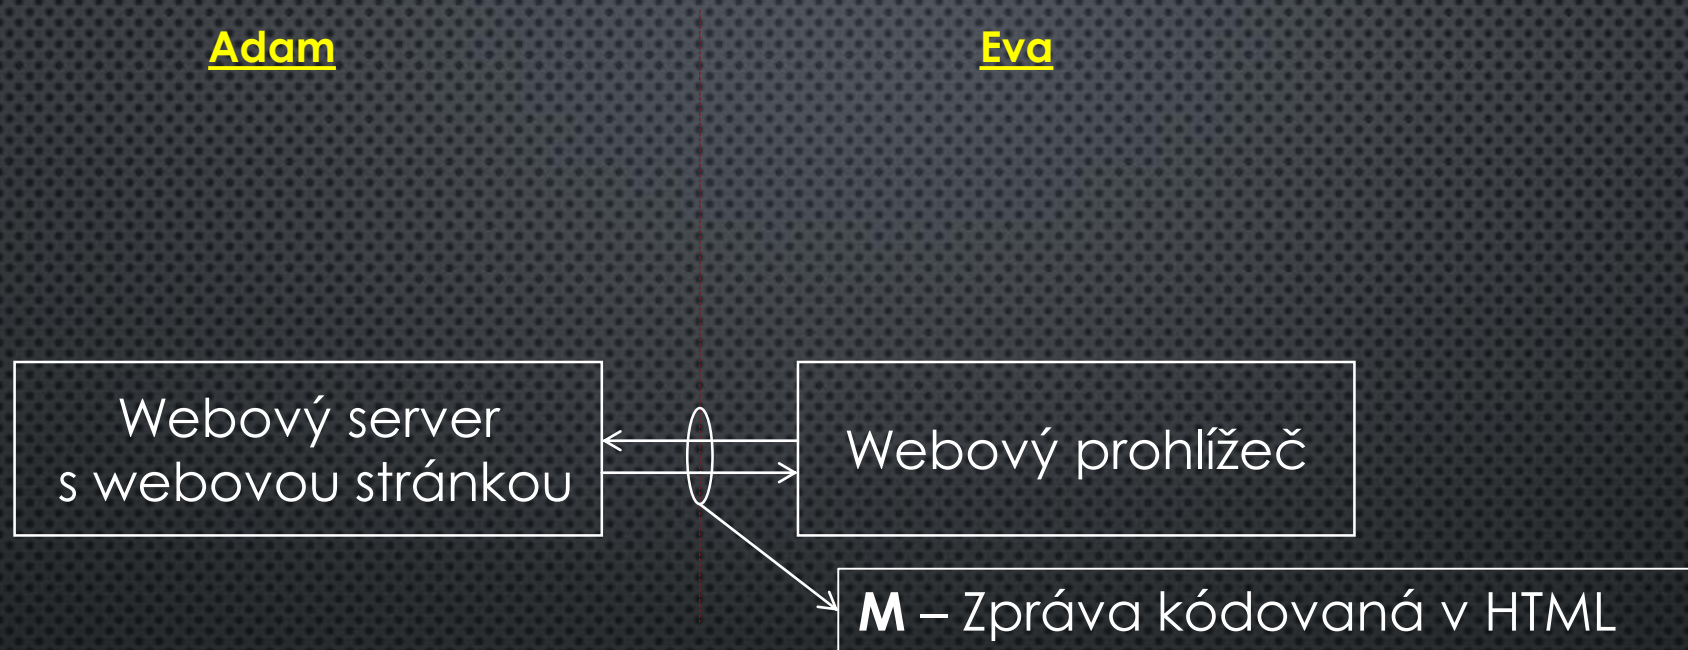 Adam
Eva
Webový server
s webovou stránkou
Webový prohlížeč
M – Zpráva kódovaná v HTML